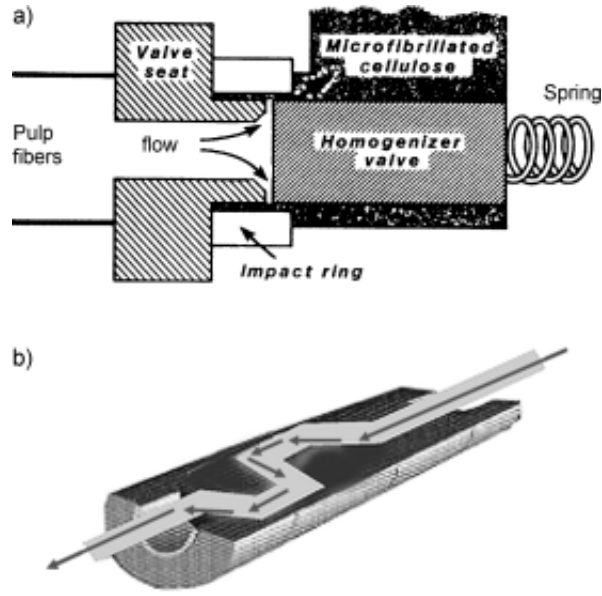 a)
Valve
seat
Microfibrillated
cellulose
Spring
Pulp
fibers
flow
Homogenizer
valve
Impact ring
b)